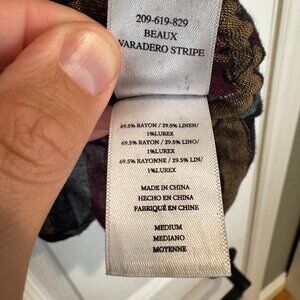 209-619-829
BEAUX
VARADERO STRIPE
69.5% RAYON / 29.5% LINEN/
1%LUREX
69.5% RAYON / 29.5% LINO/
1%LUREX
69.5% RAYONNE / 29.5% LIN/
1%LUREX
MADE IN CHINA
HECHO EN CHINA
FABRIQUÉ EN CHINE
MEDIUM
MEDIANO
MOYENNE